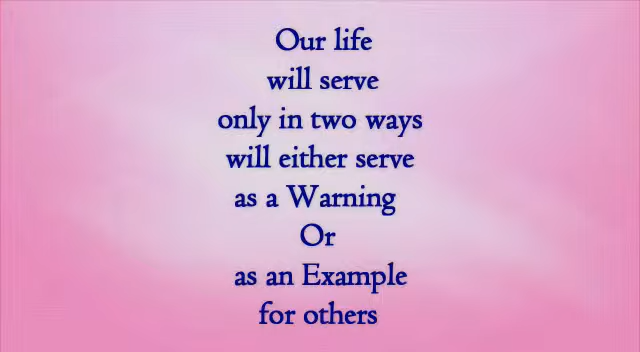 Our life
will serve
only in two ways
will either serve
as a Warning
Or
as an Example
for others